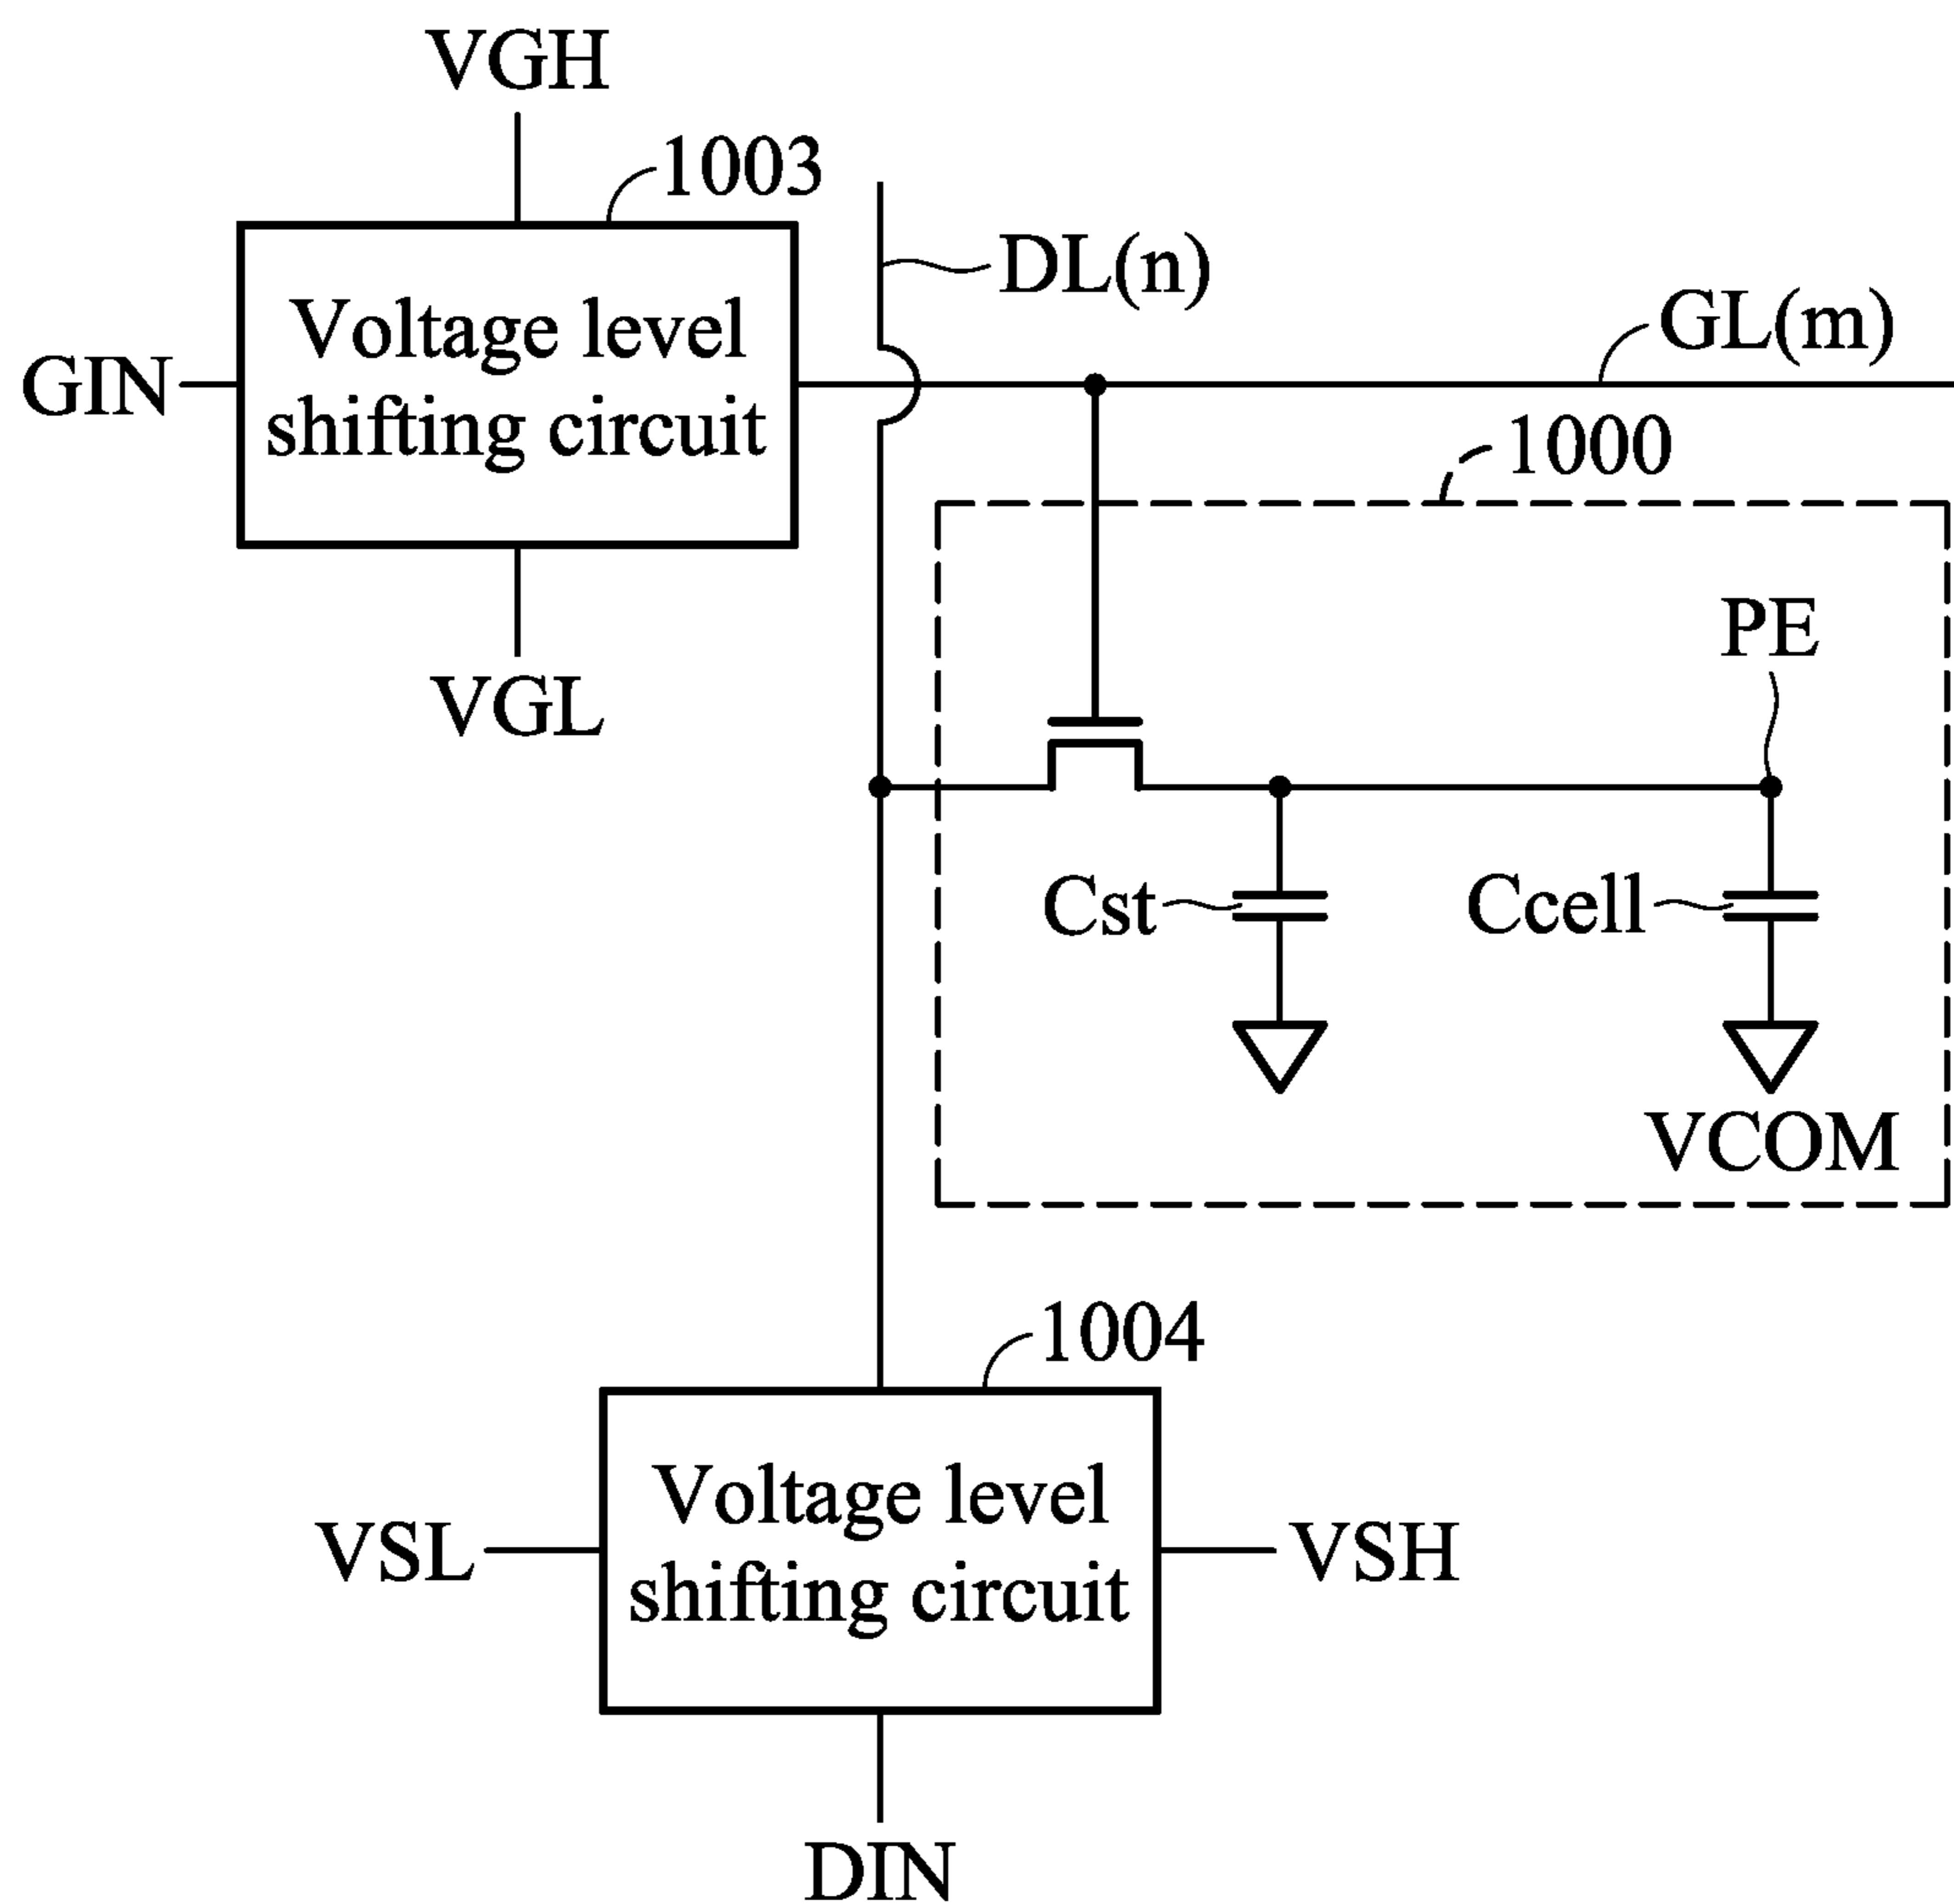 VGH
1003
DL(n)
GL(m)
Voltage level
shifting circuit
GIN
1000
VGL
PE
Cst
Ccell
VCOM
1004
Voltage level
shifting circuit
VSL
VSH
DIN